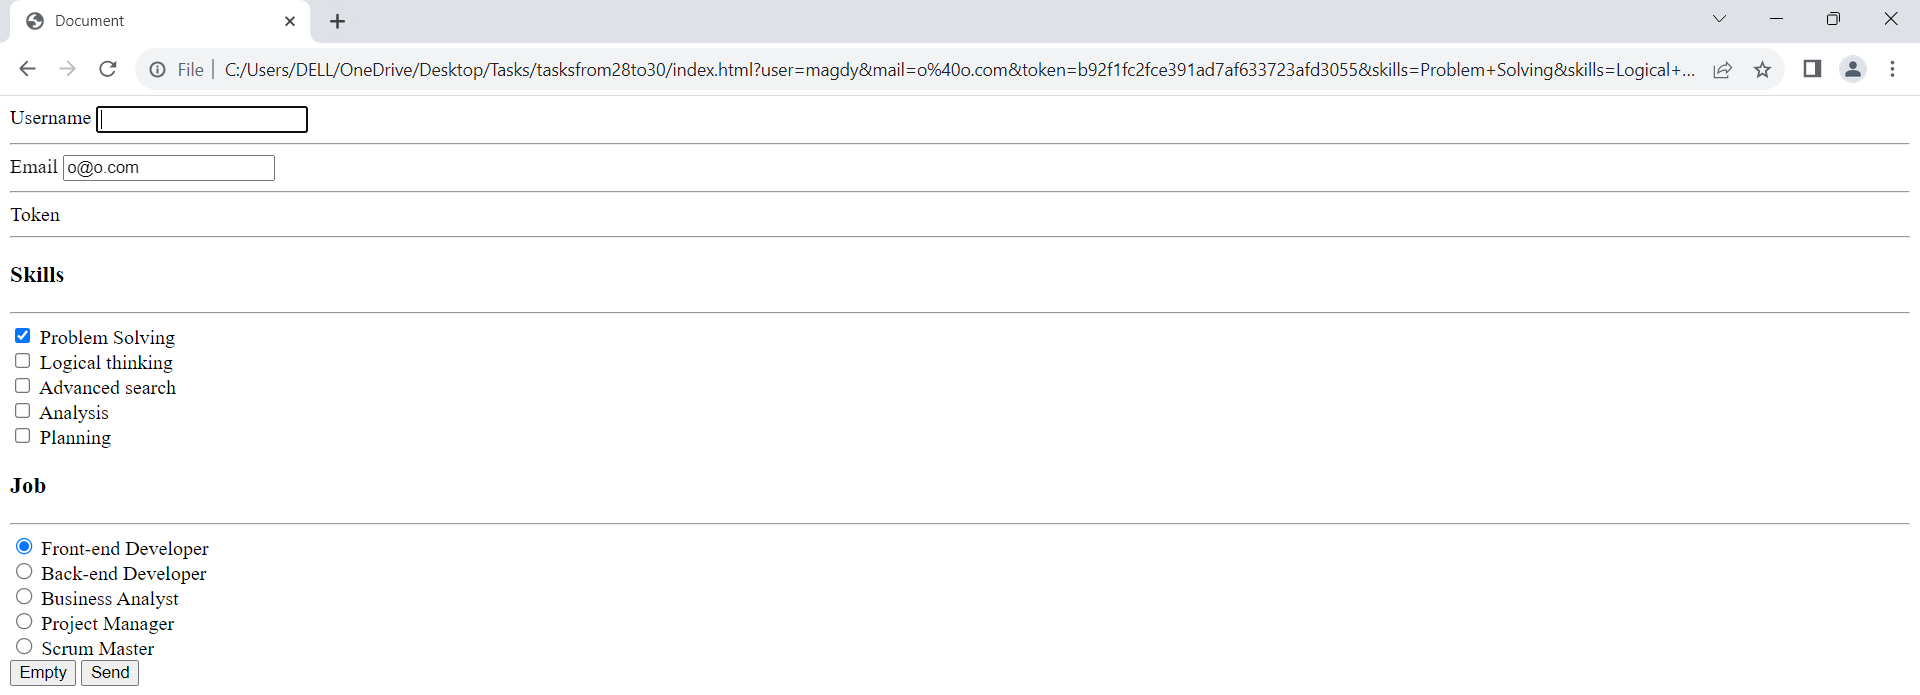 Document
File
C:/Users/DELL/OneDrive/Desktop/Tasks/tasksfrom28to30/index.html?user=magdy&mail=o%40o.com&token=b92f1fc2fce391ad7af633723afd3055&skills=Problem+Solving&skills=Logical+...
Username
Email o@o.com
Token
Skills
Problem Solving
Logical thinking
Advanced search
Analysis
Planning
Job
Front-end Developer
Back-end Developer
Business Analyst
Project Manager
Scrum Master
Empty Send